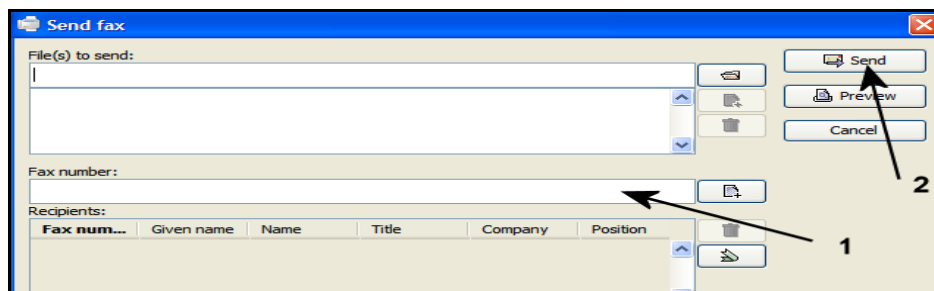 Send fax
File(s) to send:
Send
Preview
Cancel
Fax number:
2
Recipients:
Fax num... Given name Name Title Company Position
1